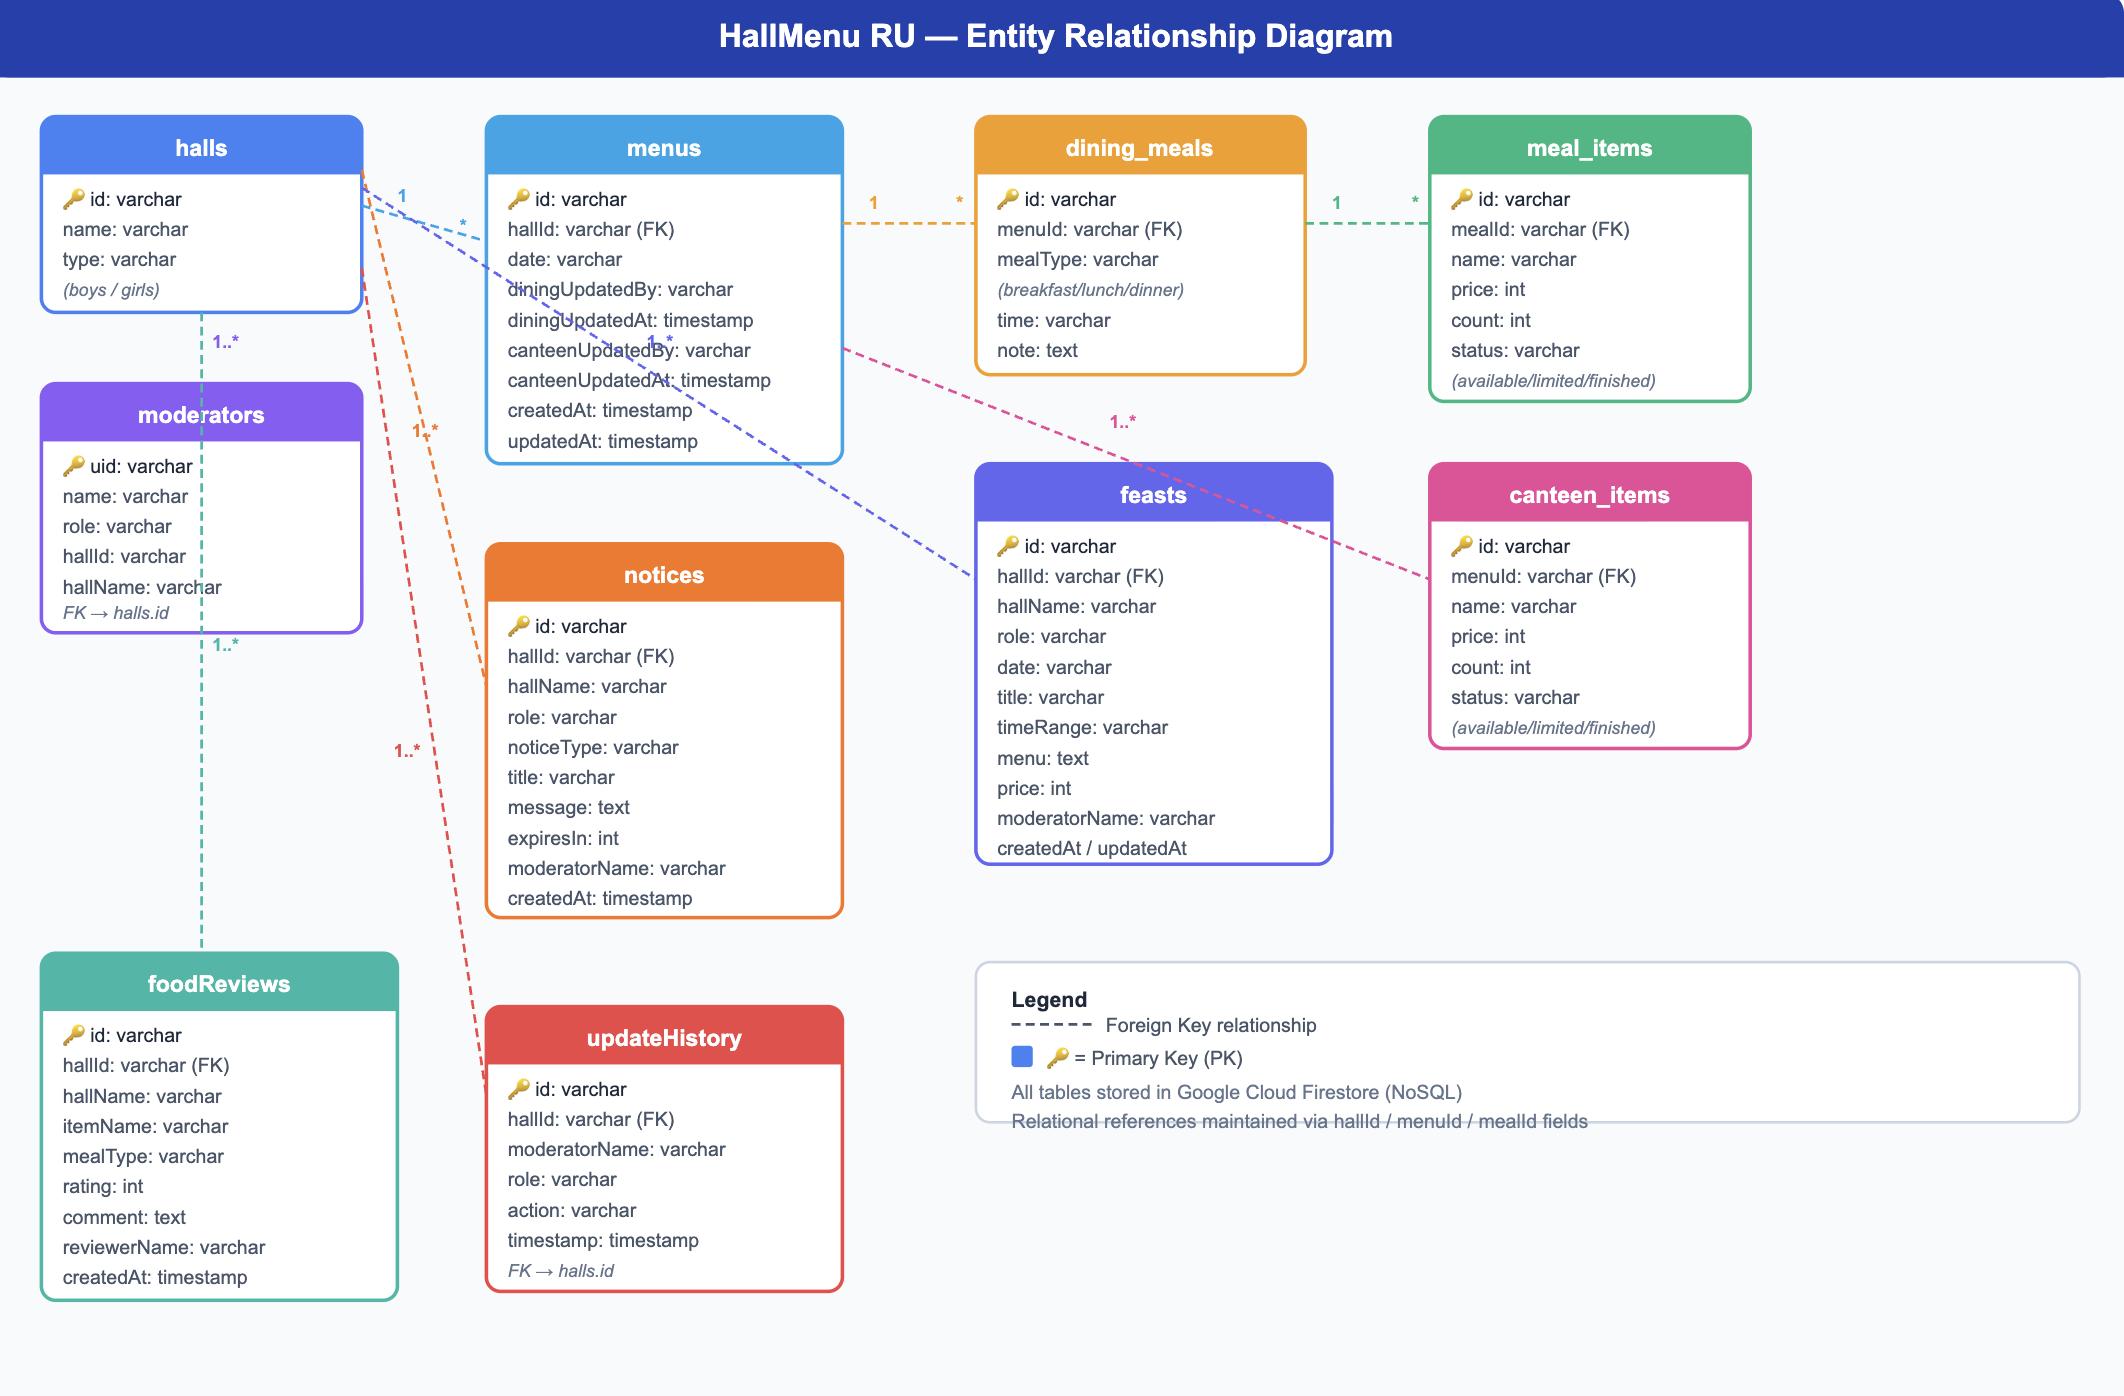 HallMenu RU — Entity Relationship Diagram
halls
🔑 id: varchar
name: varchar
type: varchar
(boys / girls)
1
*
1..*
menus
🔑 id: varchar
hallId: varchar (FK)
date: varchar
diningUpdatedBy: varchar
diningUpdatedAt: timestamp
canteenUpdatedBy: varchar
canteenUpdatedAt: timestamp
createdAt: timestamp
updatedAt: timestamp
1..*
1
*
dining_meals
🔑 id: varchar
menuId: varchar (FK)
mealType: varchar
(breakfast/lunch/dinner)
time: varchar
note: text
1
*
meal_items
🔑 id: varchar
mealId: varchar (FK)
name: varchar
price: int
count: int
status: varchar
(available/limited/finished)
moderators
🔑 uid: varchar
name: varchar
role: varchar
hallId: varchar
hallName: varchar
FK → halls.id
1..*
1..*
1..*
1..*
notices
🔑 id: varchar
hallId: varchar (FK)
hallName: varchar
role: varchar
noticeType: varchar
title: varchar
message: text
expiresIn: int
moderatorName: varchar
createdAt: timestamp
feasts
🔑 id: varchar
hallId: varchar (FK)
hallName: varchar
role: varchar
date: varchar
title: varchar
timeRange: varchar
menu: text
price: int
moderatorName: varchar
createdAt / updatedAt
canteen_items
🔑 id: varchar
menuId: varchar (FK)
name: varchar
price: int
count: int
status: varchar
(available/limited/finished)
foodReviews
🔑 id: varchar
hallId: varchar (FK)
hallName: varchar
itemName: varchar
mealType: varchar
rating: int
comment: text
reviewerName: varchar
createdAt: timestamp
updateHistory
🔑 id: varchar
hallId: varchar (FK)
moderatorName: varchar
role: varchar
action: varchar
timestamp: timestamp
FK → halls.id
Legend
Foreign Key relationship
🔑 = Primary Key (PK)
All tables stored in Google Cloud Firestore (NoSQL)
Relational references maintained via hallId / menuId / mealId fields